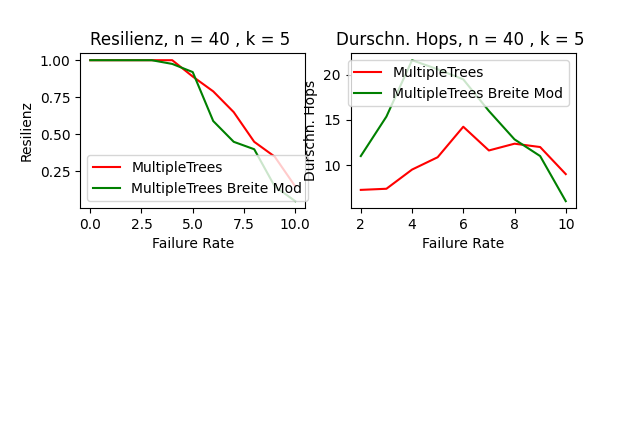 Resilienz, n = 40 , k = 5
Durschn. Hops, n = 40 , k = 5
Resilienz
1.00
0.75
0.50
0.25
MultipleTrees
MultipleTrees Breite Mod
0.0 2.5 5.0 7.5 10.0
Failure Rate
Durschn. Hops
20
15
10
MultipleTrees
MultipleTrees Breite Mod
2 4 6 8 10
Failure Rate